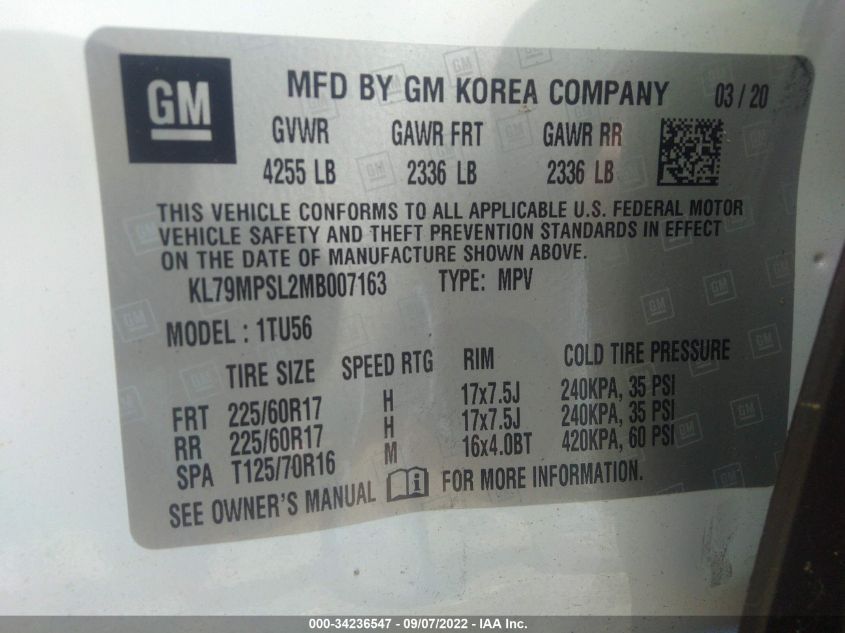 GM
MFD BY GM KOREA COMPANY 03 / 20
GVWR GAWR FRT GAWR RR
4255 LB 2336 LB 2336 LB
THIS VEHICLE CONFORMS TO ALL APPLICABLE U.S. FEDERAL MOTOR
VEHICLE SAFETY AND THEFT PREVENTION STANDARDS IN EFFECT
ON THE DATE OF MANUFACTURE SHOWN ABOVE.
KL79MPSL2MB007163 TYPE: MPV
MODEL : 1TU56
TIRE SIZE SPEED RTG RIM COLD TIRE PRESSURE
FRT 225/60R17 H 17x7.5J 240KPA, 35 PSI
RR 225/60R17 H 17x7.5J 240KPA, 35 PSI
SPA T125/70R16 M 16x4.0BT 420KPA, 60 PSI
SEE OWNER'S MANUAL FOR MORE INFORMATION.
000-34236547 - 09/07/2022 - IAA Inc.